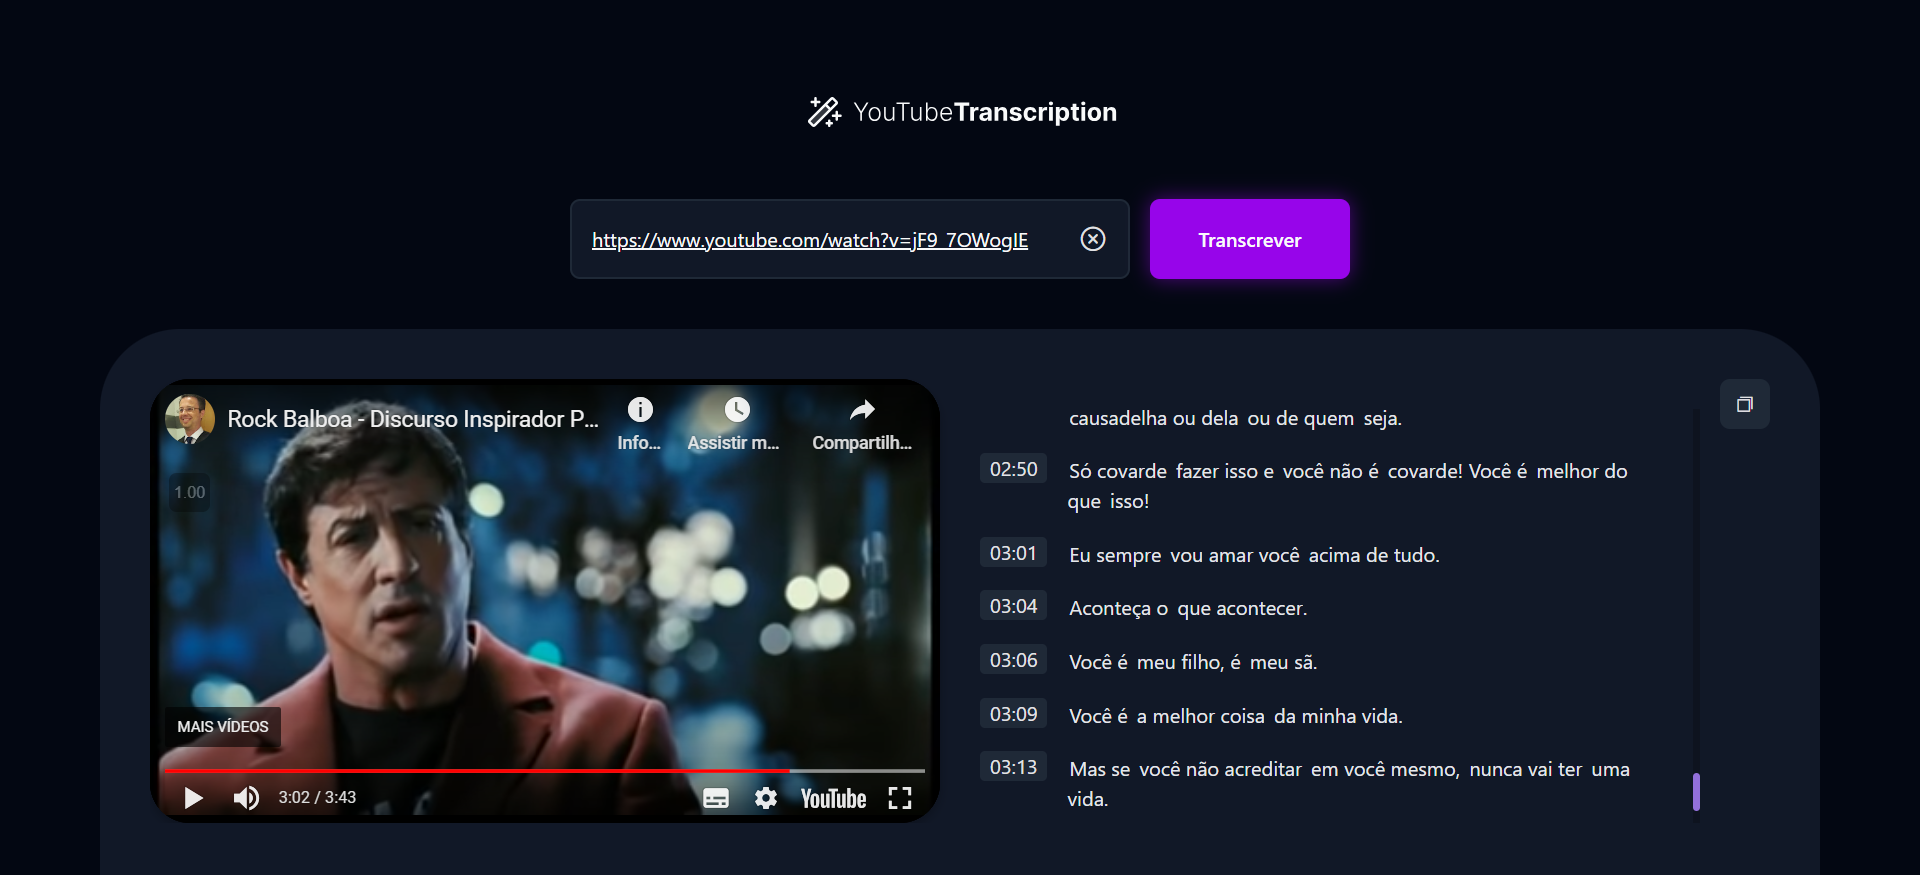 YouTubeTranscription
https://www.youtube.com/watch?v=jF9_7OWogIE
Transcrever
Rock Balboa - Discurso Inspirador P...
Info...
Assistir m...
Compartilh...
1.00
MAIS VÍDEOS
3:02 / 3:43
YouTube
causadelha ou dela ou de quem seja.
02:50 Só covarde fazer isso e você não é covarde! Você é melhor do
que isso!
03:01 Eu sempre vou amar você acima de tudo.
03:04 Aconteça o que acontecer.
03:06 Você é meu filho, é meu sã.
03:09 Você é a melhor coisa da minha vida.
03:13 Mas se você não acreditar em você mesmo, nunca vai ter uma
vida.